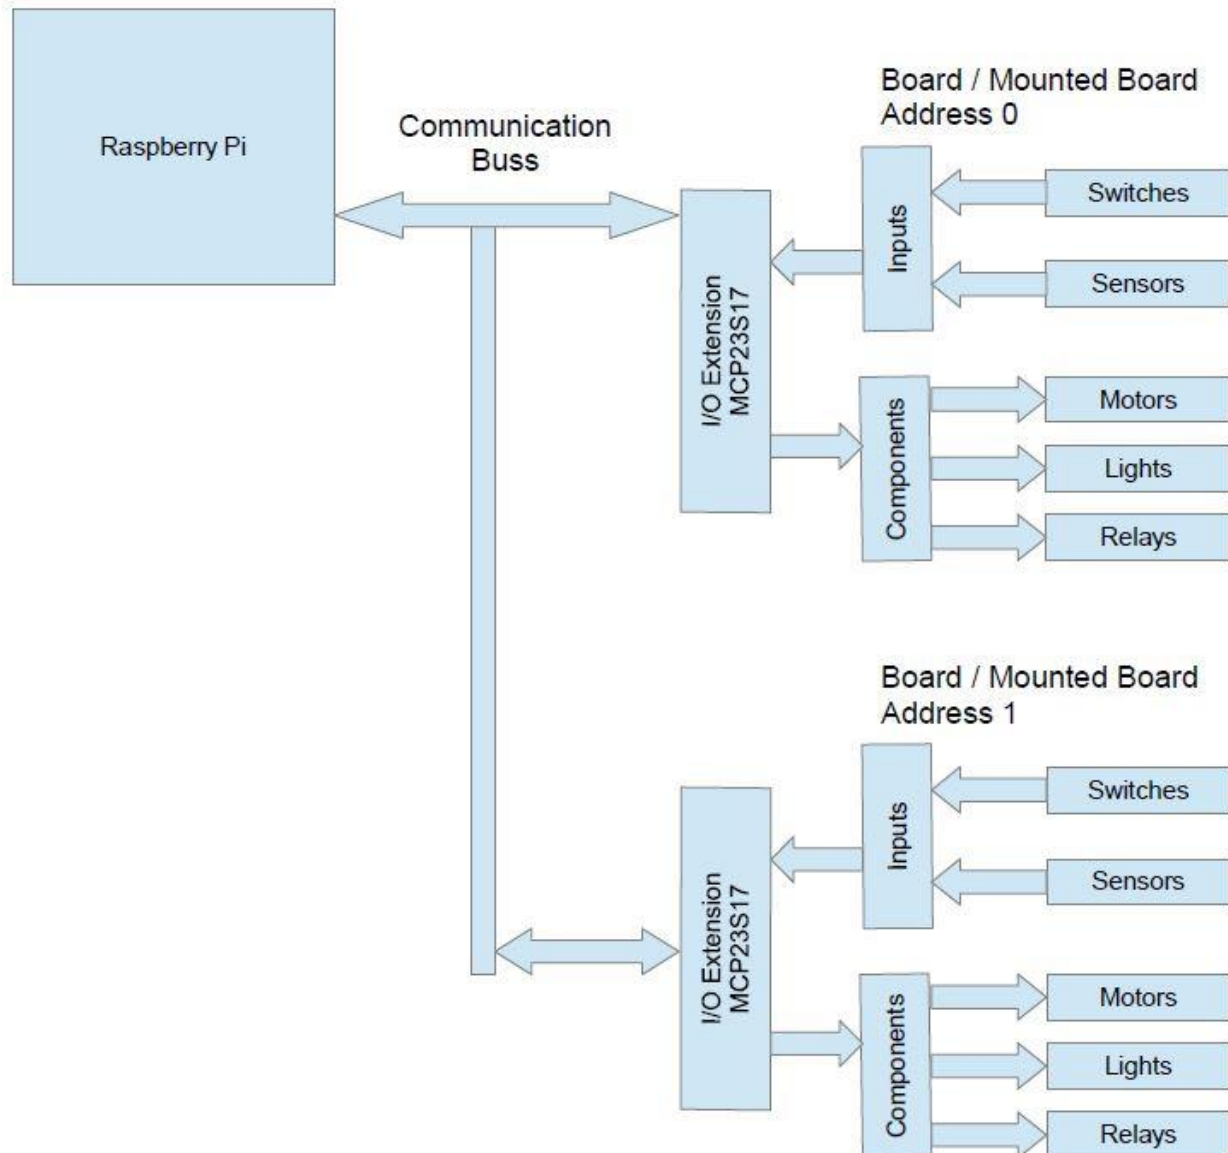 Raspberry Pi
Communication
Buss
Board / Mounted Board
Address 0
I/O Extension
MCP23S17
Inputs
Switches
Sensors
Components
Motors
Lights
Relays
Board / Mounted Board
Address 1
I/O Extension
MCP23S17
Inputs
Switches
Sensors
Components
Motors
Lights
Relays